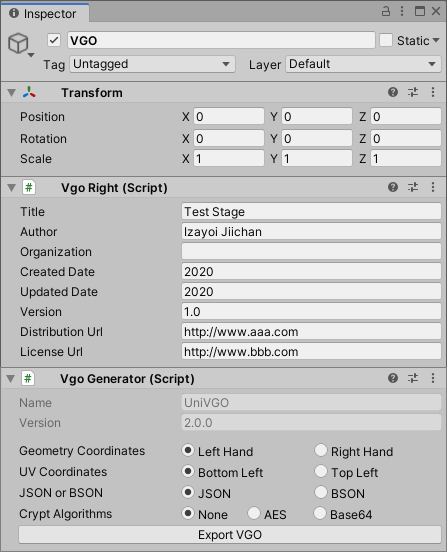 Inspector
VGO
Static
Tag Untagged Layer Default
Transform
Position X 0 Y 0 Z 0
Rotation X 0 Y 0 Z 0
Scale X 1 Y 1 Z 1
# Vgo Right (Script)
Title Test Stage
Author Izayoi Jiichan
Organization
Created Date 2020
Updated Date 2020
Version 1.0
Distribution Url http://www.aaa.com
License Url http://www.bbb.com
# Vgo Generator (Script)
Name UniVGO
Version 2.0.0
Geometry Coordinates Left Hand Right Hand
UV Coordinates Bottom Left Top Left
JSON or BSON JSON BSON
Crypt Algorithms None AES Base64
Export VGO